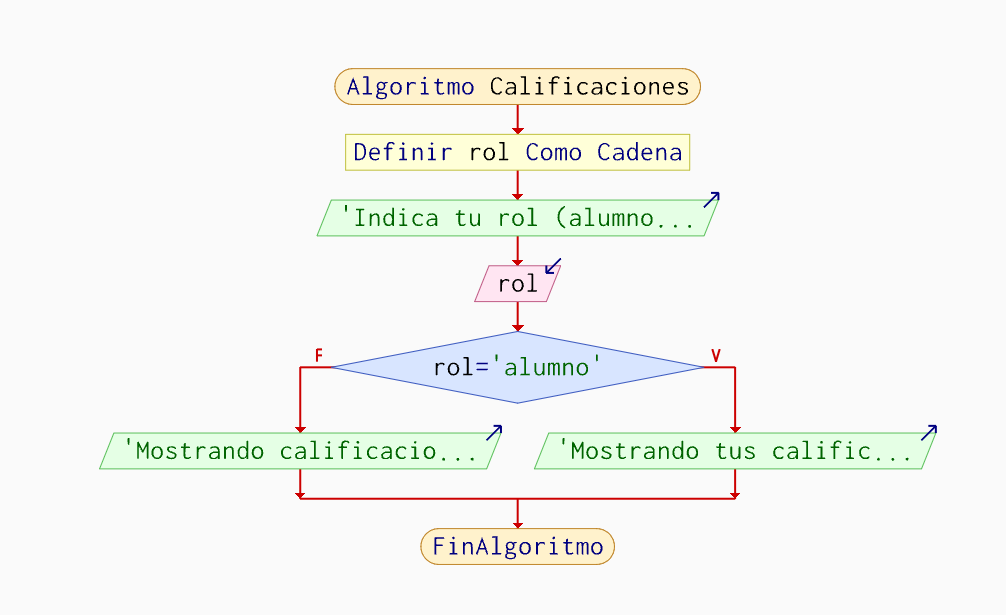 Algoritmo Calificaciones
Definir rol Como Cadena
'Indica tu rol (alumno...
rol
F
V
rol='alumno'
'Mostrando calificacio...
'Mostrando tus calific...
FinAlgoritmo